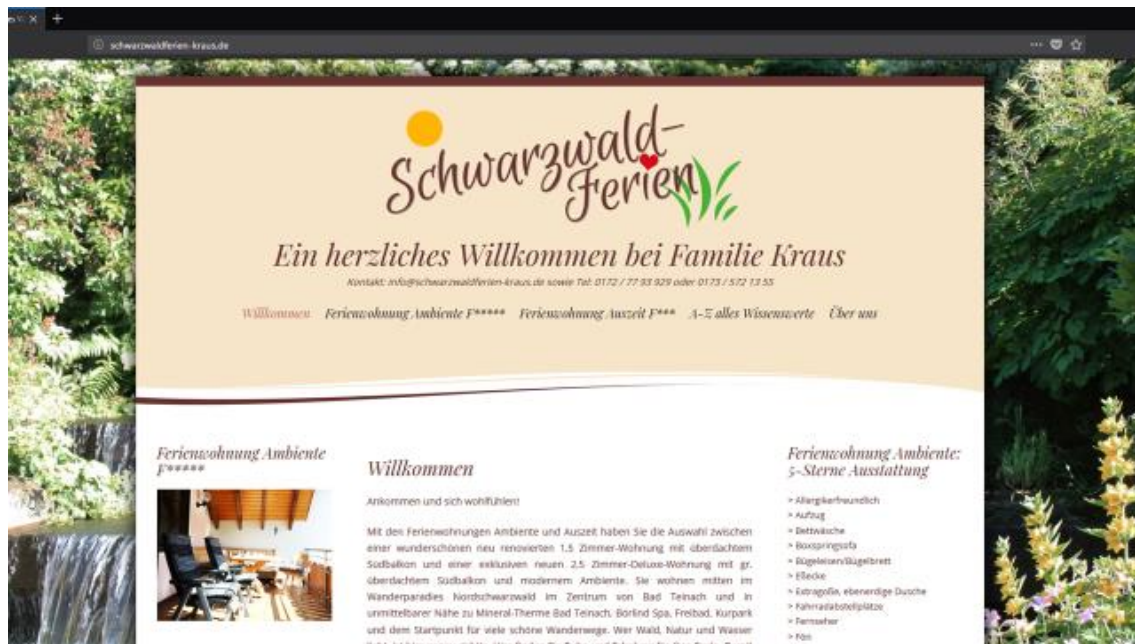 schwarzwaldferien-kraus.de
Schwarzwald-
Ferien
Ein herzliches Willkommen bei Familie Kraus
Kontakt: info@schwarzwaldferien-kraus.de sowie Tel: 0172 / 77 93 929 oder 0173 / 572 13 55
Willkommen Ferienwohnung Ambiente F***** Ferienwohnung Auszeit F*** A-Z alles Wissenswerte Über uns
Ferienwohnung Ambiente
F*****
Willkommen
Ankommen und sich wohlfühlen!
Mit den Ferienwohnungen Ambiente und Auszeit haben Sie die Auswahl zwischen
einer wunderschönen neu renovierten 1,5 Zimmer-Wohnung mit überdachtem
Südbalkon und einer exklusiven neuen 2,5 Zimmer-Deluxe-Wohnung mit gr.
überdachtem Südbalkon und modernem Ambiente. Sie wohnen mitten im
Wanderparadies Nordschwarzwald im Zentrum von Bad Teinach und in
unmittelbarer Nähe zu Mineral-Therme Bad Teinach, Börlind Spa, Freibad, Kurpark
und dem Startpunkt für viele schöne Wanderwege. Wer Wald, Natur und Wasser
Ferienwohnung Ambiente:
5-Sterne Ausstattung
> Allergikerfreundlich
> Aufzug
> Bettwäsche
> Boxspringsofa
> Bügeleisen/Bügelbrett
> Eßecke
> Extragroße, ebenerdige Dusche
> Fahrradabstellplätze
> Fernseher
> Fön